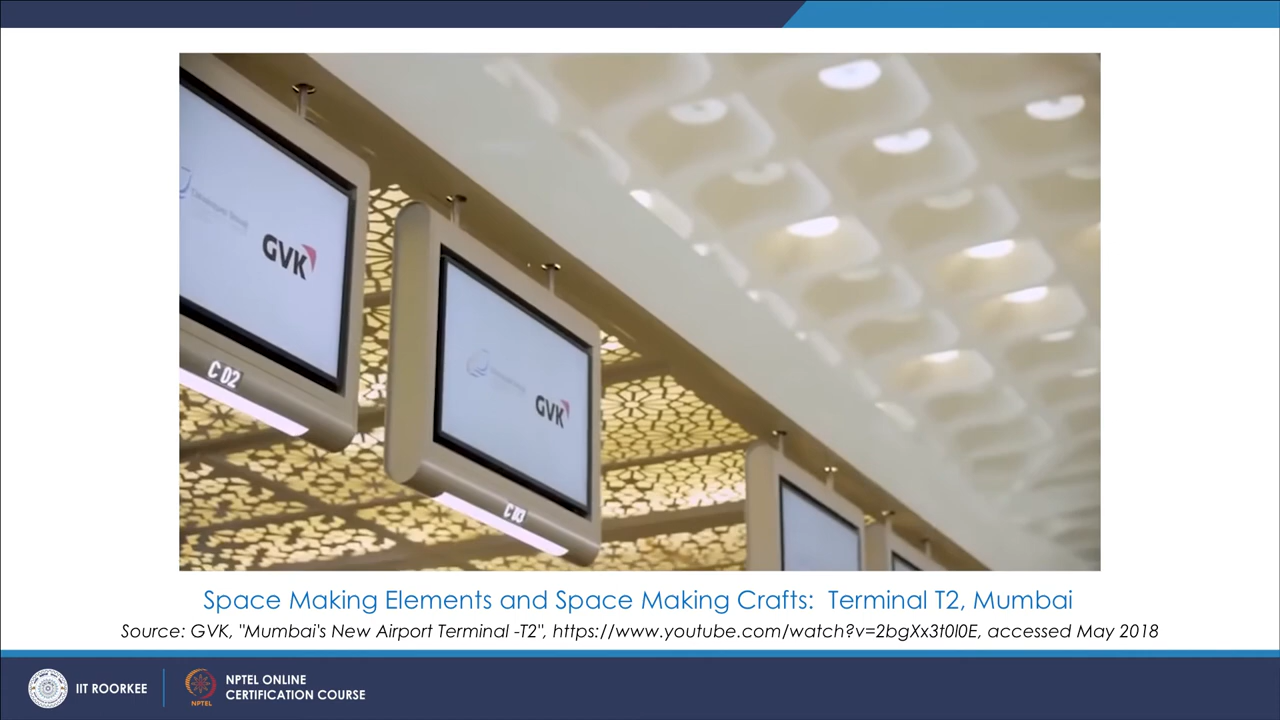 GVK
C 02
GVK
C 03
Space Making Elements and Space Making Crafts: Terminal T2, Mumbai
Source: GVK, "Mumbai's New Airport Terminal -T2", https://www.youtube.com/watch?v=2bgXx3t0l0E, accessed May 2018
IIT ROORKEE
NPTEL
NPTEL ONLINE
CERTIFICATION COURSE